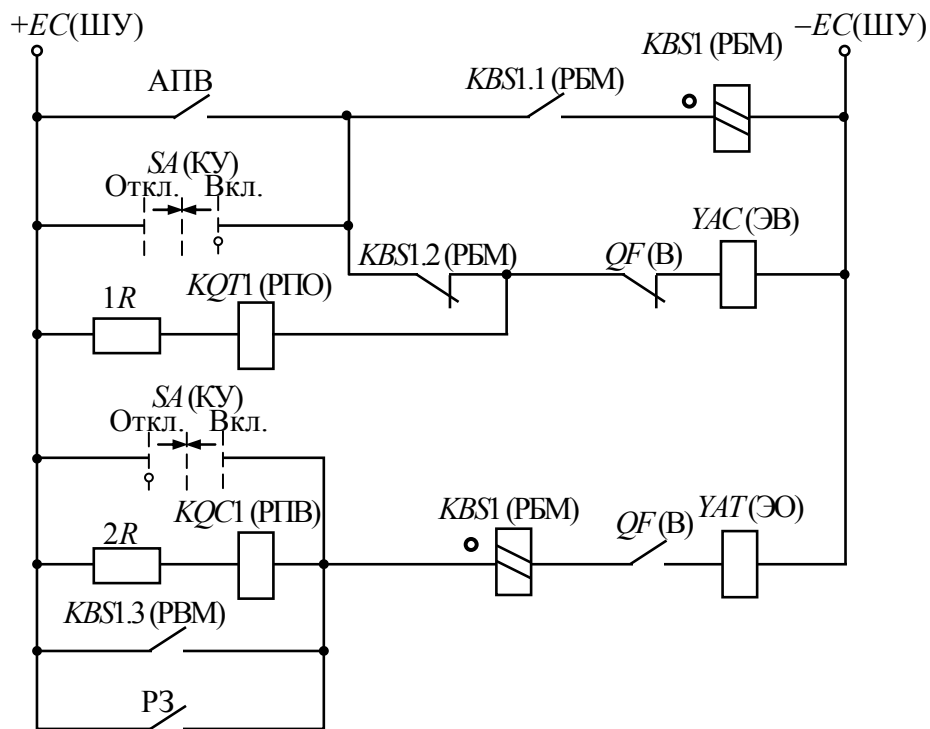 +EC(ШУ)
–EC(ШУ)
KBS1 (РБМ)
АПВ
KBS1.1 (РБМ)
SA (КУ)
Откл. Вкл.
YAC (ЭВ)
KBS1.2 (РБМ)
QF (В)
KQT1 (РПО)
1R
SA (КУ)
Откл. Вкл.
KQC1 (РПВ)
KBS1 (РБМ)
YAT (ЭО)
QF (В)
2R
KBS1.3 (РВМ)
РЗ